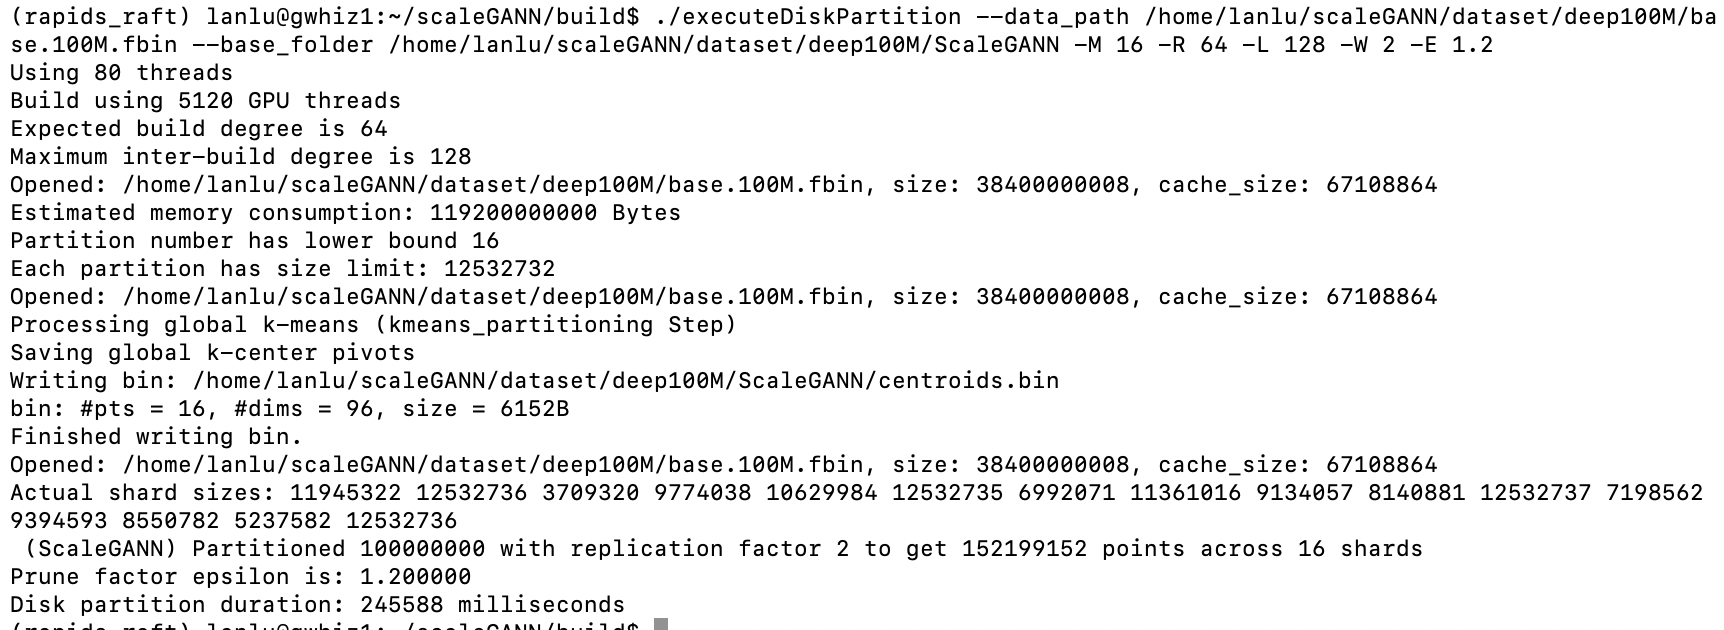 (rapids_raft) lanlu@gwhiz1:~/scaleGANN/build$ ./executeDiskPartition --data_path /home/lanlu/scaleGANN/dataset/deep100M/ba
se.100M.fbin --base_folder /home/lanlu/scaleGANN/dataset/deep100M/ScaleGANN -M 16 -R 64 -L 128 -W 2 -E 1.2
Using 80 threads
Build using 5120 GPU threads
Expected build degree is 64
Maximum inter-build degree is 128
Opened: /home/lanlu/scaleGANN/dataset/deep100M/base.100M.fbin, size: 38400000008, cache_size: 67108864
Estimated memory consumption: 119200000000 Bytes
Partition number has lower bound 16
Each partition has size limit: 12532732
Opened: /home/lanlu/scaleGANN/dataset/deep100M/base.100M.fbin, size: 38400000008, cache_size: 67108864
Processing global k-means (kmeans_partitioning Step)
Saving global k-center pivots
Writing bin: /home/lanlu/scaleGANN/dataset/deep100M/ScaleGANN/centroids.bin
bin: #pts = 16, #dims = 96, size = 6152B
Finished writing bin.
Opened: /home/lanlu/scaleGANN/dataset/deep100M/base.100M.fbin, size: 38400000008, cache_size: 67108864
Actual shard sizes: 11945322 12532736 3709320 9774038 10629984 12532735 6992071 11361016 9134057 8140881 12532737 7198562
9394593 8550782 5237582 12532736
(ScaleGANN) Partitioned 100000000 with replication factor 2 to get 152199152 points across 16 shards
Prune factor epsilon is: 1.200000
Disk partition duration: 245588 milliseconds
(rapids_raft) lanlu@gwhiz1:~/scaleGANN/build$